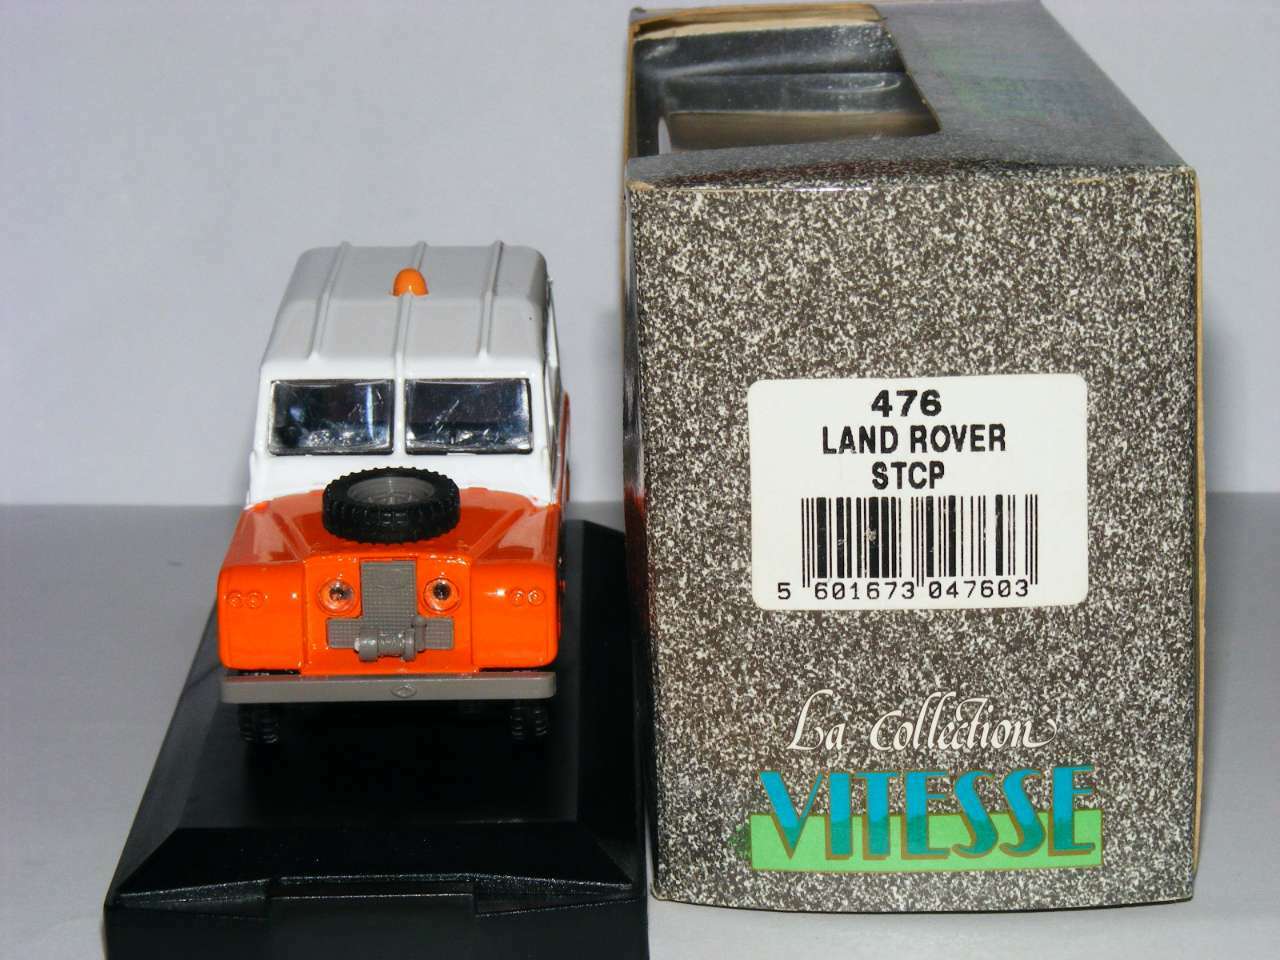 476
LAND ROVER
STCP
5 601673 047603
La Collection
VITESSE